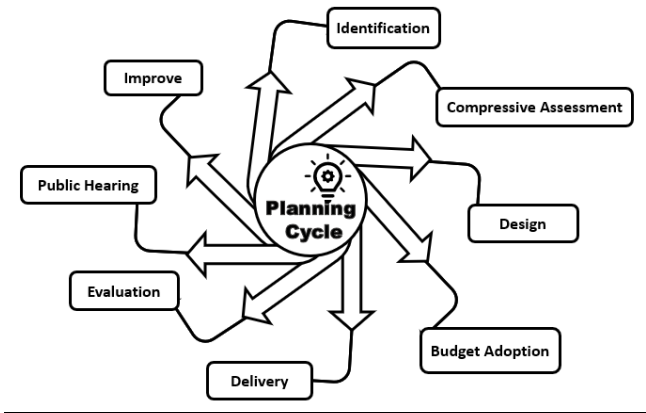 Identification
Compressive Assessment
Design
Budget Adoption
Delivery
Evaluation
Public Hearing
Improve
Planning
Cycle